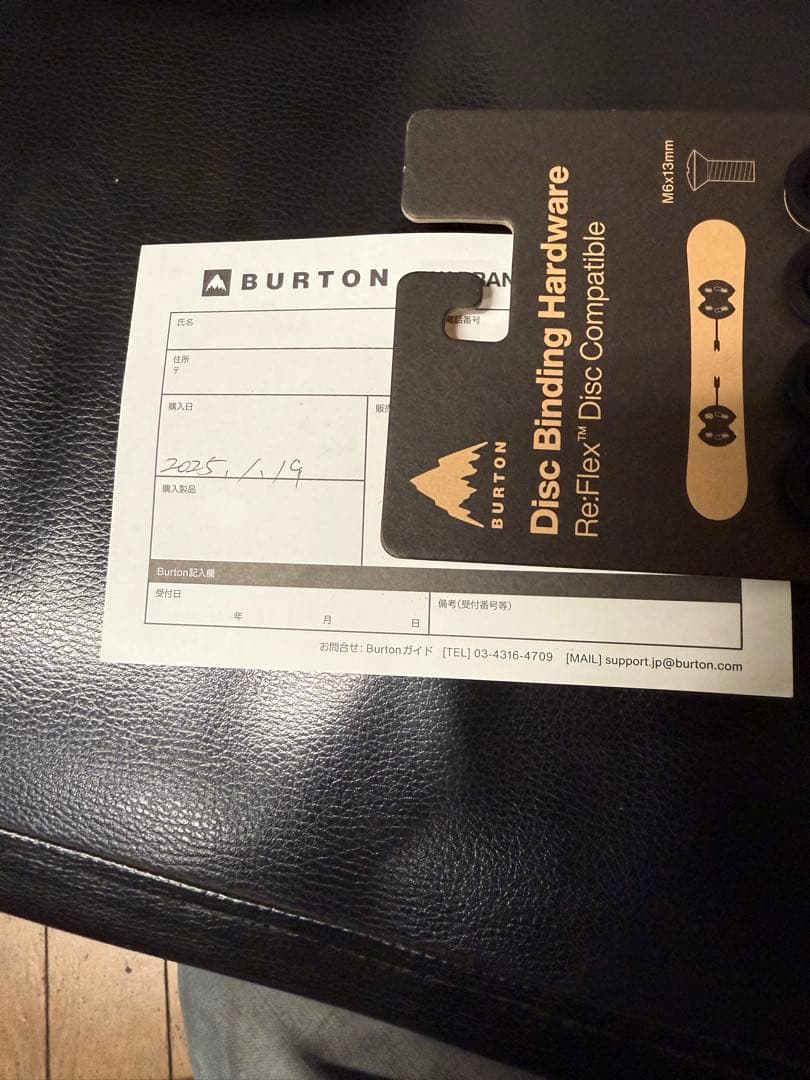 BURTON
氏名
電話番号
住所
〒
購入日
2025.1.19
購入製品
Burton記入欄
受付日
年 月 日
備考(受付番号等)
お問合せ: Burtonガイド [TEL] 03-4316-4709 [MAIL] support.jp@burton.com
BURTON
Disc Binding Hardware
Re:Flex™ Disc Compatible
M6x13mm